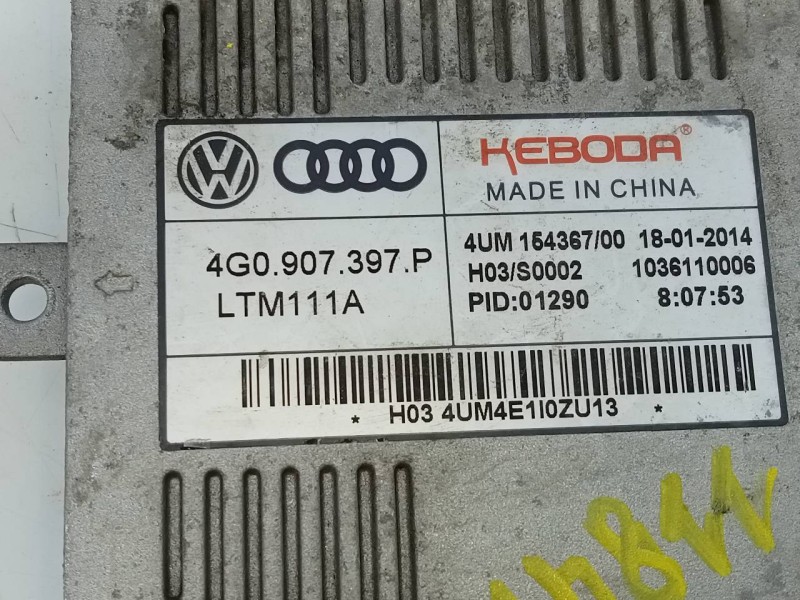 KEBODA®
MADE IN CHINA
4G0.907.397.P
LTM111A
4UM 154367/00 18-01-2014
H03/S0002 1036110006
PID:01290 8:07:53
* H03 4UM4E1I0ZU13 *